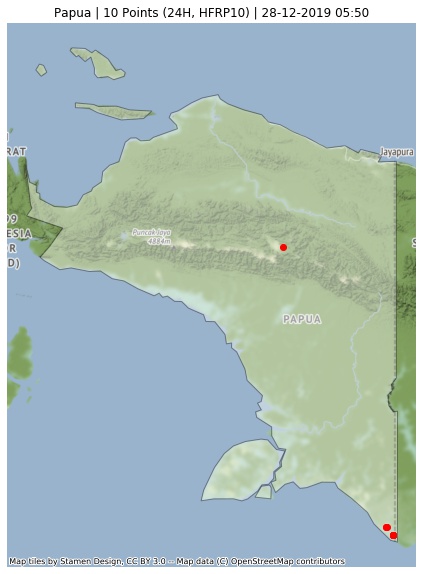 Papua | 10 Points (24H, HFRP10) | 28-12-2019 05:50
Jayapura
RAT
99
ESIA
R
D)
Puncak Jaya
4884m
S
PAPUA
Map tiles by Stamen Design, CC BY 3.0 -- Map data (C) OpenStreetMap contributors